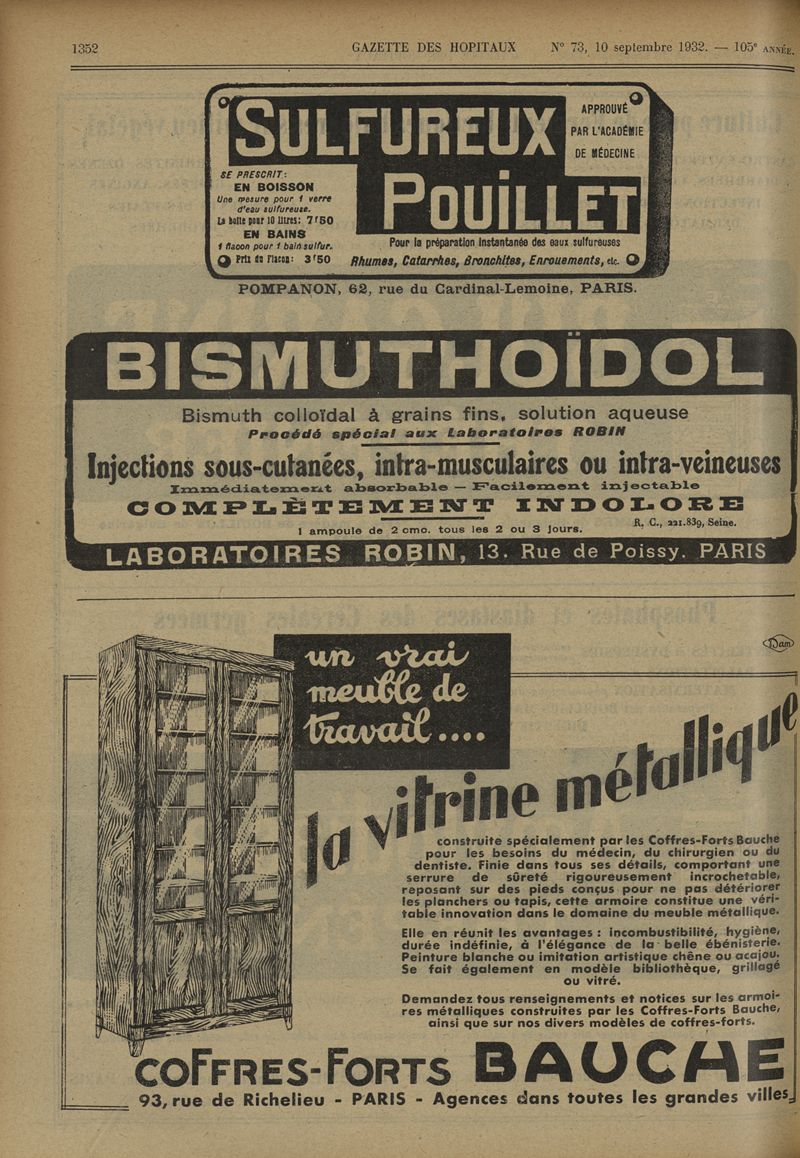 1352 GAZETTE DES HOPITAUX N° 73, 10 septembre 1932. — 105e ANNÉE.
SULFUREUX
POUILLET
APPROUVÉ
PAR L'ACADÉMIE
DE MÉDECINE
SE PRESCRIT:
EN BOISSON
Une mesure pour 1 verre
d'eau sulfureuse.
La boîte pour 10 litres: 7f50
EN BAINS
1 flacon pour 1 bain sulfur.
Prix du Flacon: 3f50
Pour la préparation instantanée des eaux sulfureuses
Rhumes, Catarrhes, Bronchites, Enrouements, etc.
POMPANON, 62, rue du Cardinal-Lemoine, PARIS.
BISMUTHOÏDOL
Bismuth colloïdal à grains fins, solution aqueuse
Procédé spécial aux Laboratoires ROBIN
Injections sous-cutanées, intra-musculaires ou intra-veineuses
Immédiatement absorbable — Facilement injectable
COMPLÈTEMENT INDOLORE
1 ampoule de 2 cmc. tous les 2 ou 3 jours.
R. C., 221.839, Seine.
LABORATOIRES ROBIN, 13. Rue de Poissy. PARIS
Dam
un vrai
meuble de
travail....
la vitrine métallique
construite spécialement par les Coffres-Forts Bauche
pour les besoins du médecin, du chirurgien ou du
dentiste. Finie dans tous ses détails, comportant une
serrure de sûreté rigoureusement incrochetable,
reposant sur des pieds conçus pour ne pas détériorer
les planchers ou tapis, cette armoire constitue une véri-
table innovation dans le domaine du meuble métallique.
Elle en réunit les avantages : incombustibilité, hygiène,
durée indéfinie, à l'élégance de la belle ébénisterie.
Peinture blanche ou imitation artistique chêne ou acajou.
Se fait également en modèle bibliothèque, grillagé
ou vitré.
Demandez tous renseignements et notices sur les armoi-
res métalliques construites par les Coffres-Forts Bauche,
ainsi que sur nos divers modèles de coffres-forts.
COFFRES-FORTS BAUCHE
93, rue de Richelieu - PARIS - Agences dans toutes les grandes villes